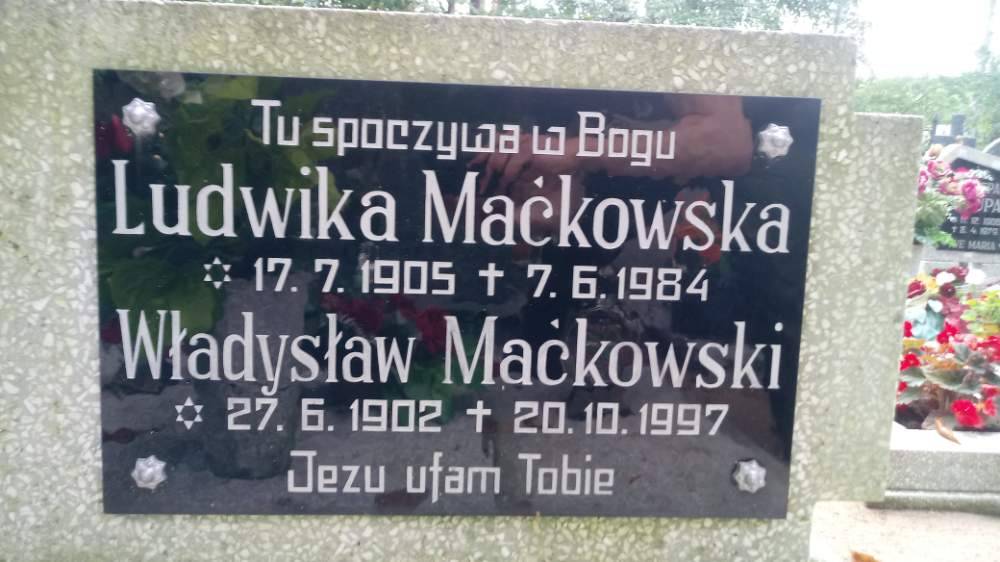 Tu spoczywa w Bogu
Ludwika Maćkowska
✡ 17. 7. 1905 ✝ 7. 6. 1984
Władysław Maćkowski
✡ 27. 6. 1902 ✝ 20. 10. 1997
Jezu ufam Tobie